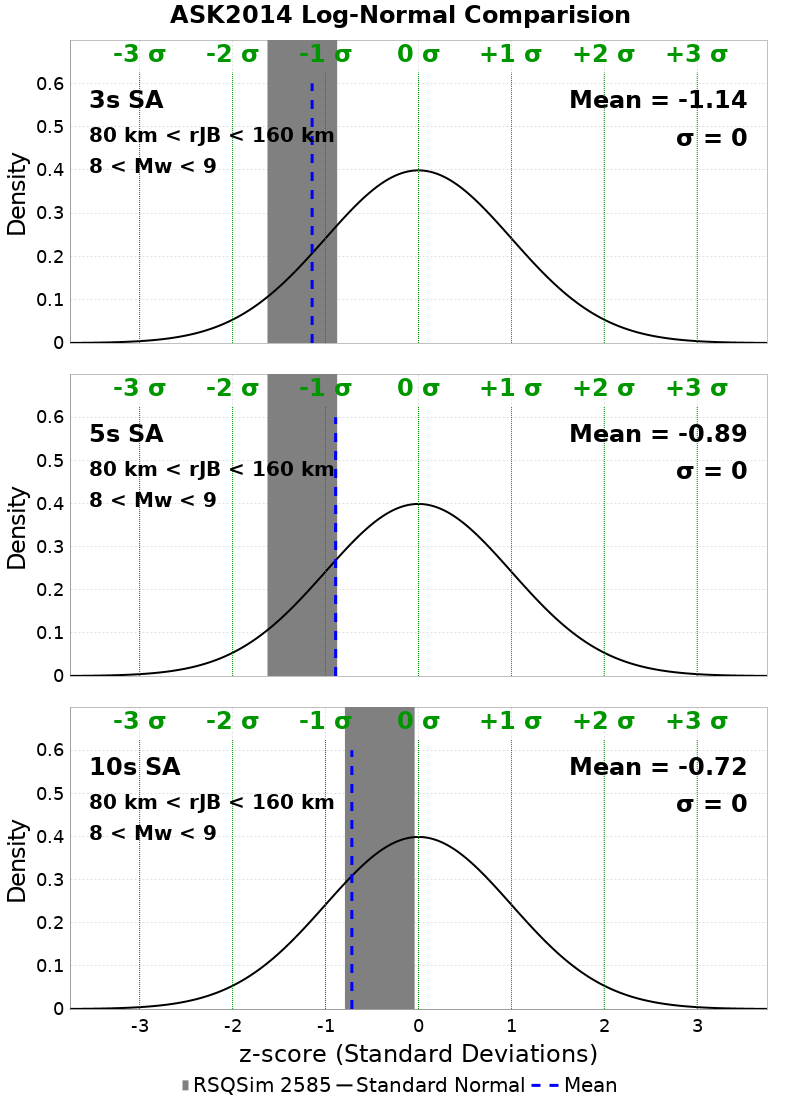 ASK2014 Log-Normal Comparision
-3 σ -2 σ -1 σ 0 σ +1 σ +2 σ +3 σ
3s SA
80 km < rJB < 160 km
8 < Mw < 9
Mean = -1.14
σ = 0
Density
0.6
0.5
0.4
0.3
0.2
0.1
0
-3 σ -2 σ -1 σ 0 σ +1 σ +2 σ +3 σ
5s SA
80 km < rJB < 160 km
8 < Mw < 9
Mean = -0.89
σ = 0
Density
0.6
0.5
0.4
0.3
0.2
0.1
0
-3 σ -2 σ -1 σ 0 σ +1 σ +2 σ +3 σ
10s SA
80 km < rJB < 160 km
8 < Mw < 9
Mean = -0.72
σ = 0
Density
0.6
0.5
0.4
0.3
0.2
0.1
0
-3 -2 -1 0 1 2 3
z-score (Standard Deviations)
RSQSim 2585 Standard Normal Mean